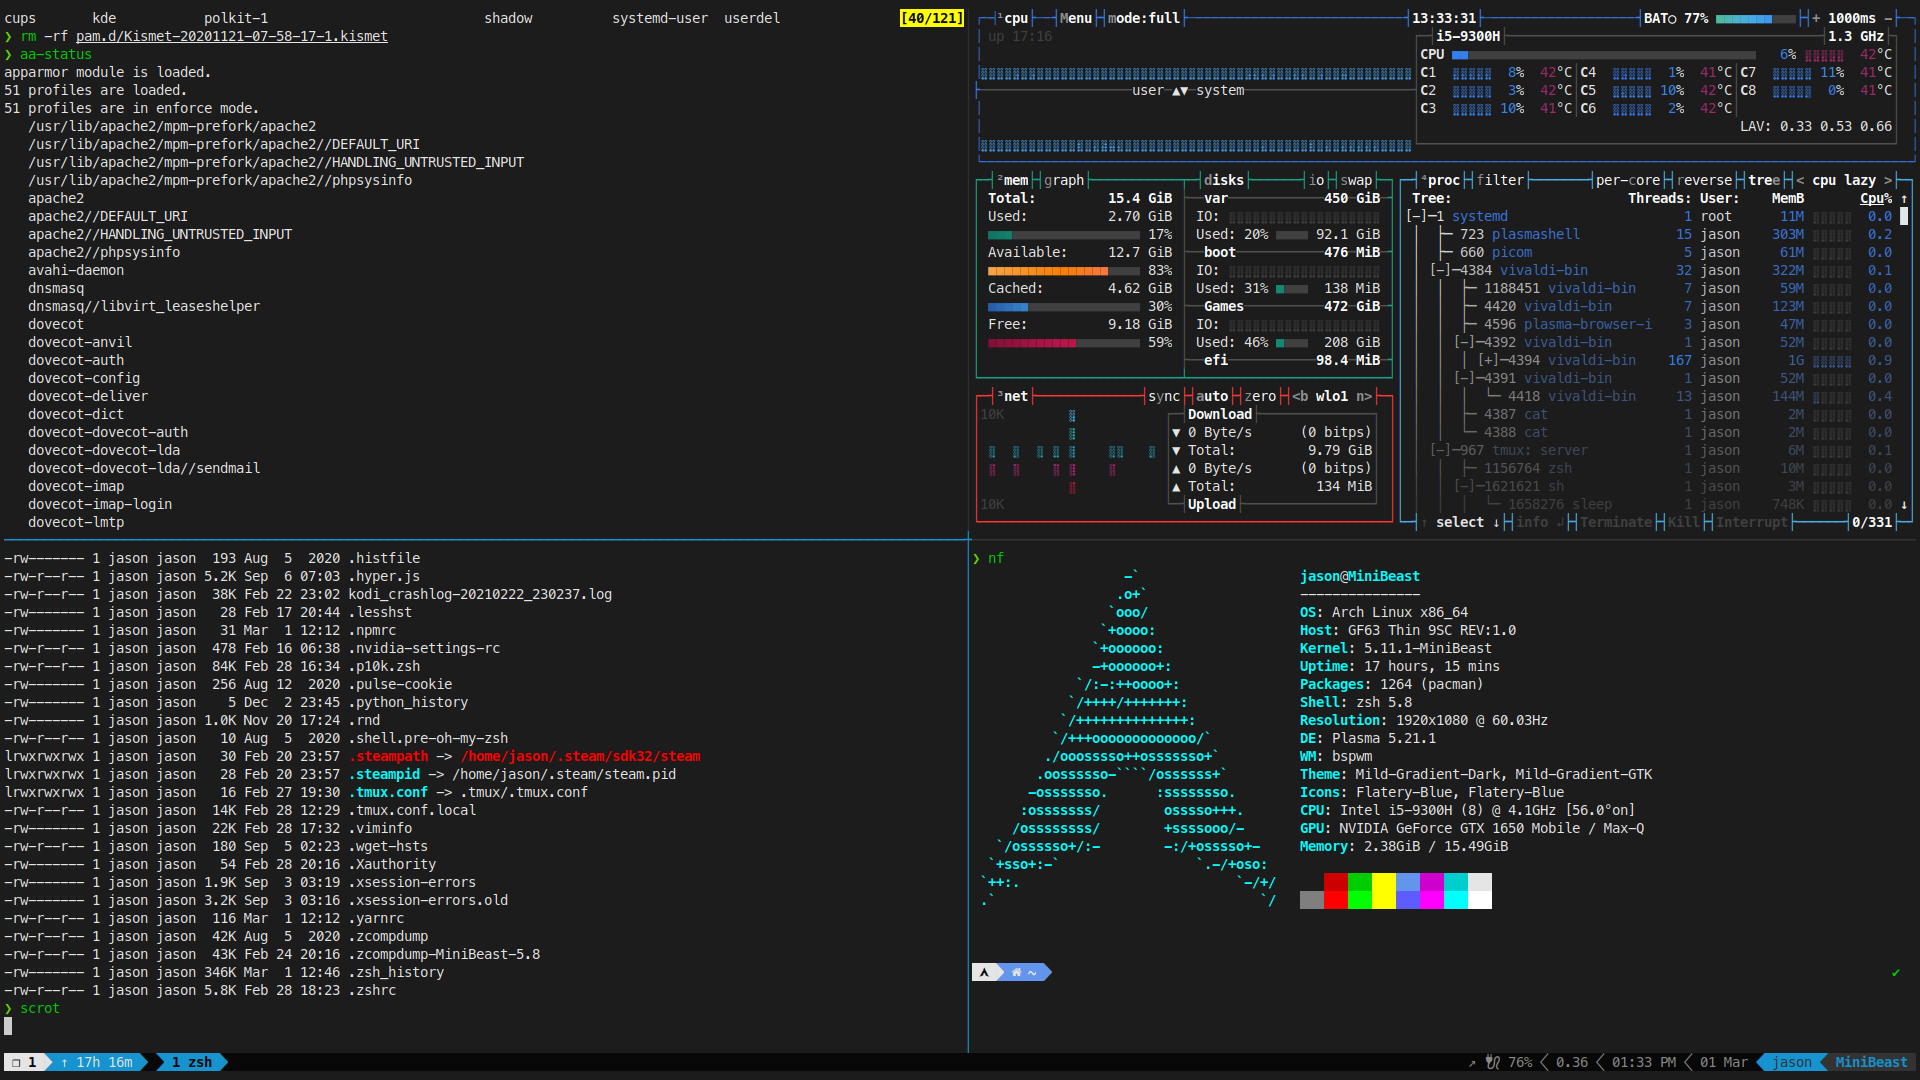 cups kde polkit-1 shadow systemd-user userdel [40/121]
❯ rm -rf pam.d/Kismet-20201121-07-58-17-1.kismet
❯ aa-status
apparmor module is loaded.
51 profiles are loaded.
51 profiles are in enforce mode.
/usr/lib/apache2/mpm-prefork/apache2
/usr/lib/apache2/mpm-prefork/apache2//DEFAULT_URI
/usr/lib/apache2/mpm-prefork/apache2//HANDLING_UNTRUSTED_INPUT
/usr/lib/apache2/mpm-prefork/apache2//phpsysinfo
apache2
apache2//DEFAULT_URI
apache2//HANDLING_UNTRUSTED_INPUT
apache2//phpsysinfo
avahi-daemon
dnsmasq
dnsmasq//libvirt_leaseshelper
dovecot
dovecot-anvil
dovecot-auth
dovecot-config
dovecot-deliver
dovecot-dict
dovecot-dovecot-auth
dovecot-dovecot-lda
dovecot-dovecot-lda//sendmail
dovecot-imap
dovecot-imap-login
dovecot-lmtp
¹cpu Menu mode:full 13:33:31 BAT○ 77% + 1000ms -
up 17:16 i5-9300H 1.3 GHz
CPU 6% 42°C
C1 8% 42°C C4 1% 41°C C7 11% 41°C
user ▲▼ system C2 3% 42°C C5 10% 42°C C8 0% 41°C
C3 10% 41°C C6 2% 42°C
LAV: 0.33 0.53 0.66
²mem graph disks io swap
Total: 15.4 GiB var 450 GiB
Used: 2.70 GiB IO:
17% Used: 20% 92.1 GiB
Available: 12.7 GiB boot 476 MiB
83% IO:
Cached: 4.62 GiB Used: 31% 138 MiB
30% Games 472 GiB
Free: 9.18 GiB IO:
59% Used: 46% 208 GiB
efi 98.4 MiB
³net sync auto zero <b wlo1 n>
10K Download
▼ 0 Byte/s (0 bitps)
▼ Total: 9.79 GiB
▲ 0 Byte/s (0 bitps)
▲ Total: 134 MiB
10K Upload
⁴proc filter per-core reverse tree < cpu lazy >
Tree: Threads: User: MemB Cpu% ↑
[-]-1 systemd 1 root 11M 0.0
723 plasmashell 15 jason 303M 0.2
660 picom 5 jason 61M 0.0
[-]-4384 vivaldi-bin 32 jason 322M 0.1
1188451 vivaldi-bin 7 jason 59M 0.0
4420 vivaldi-bin 7 jason 123M 0.0
4596 plasma-browser-i 3 jason 47M 0.0
[-]-4392 vivaldi-bin 1 jason 52M 0.0
[+]-4394 vivaldi-bin 167 jason 1G 0.9
[-]-4391 vivaldi-bin 1 jason 52M 0.0
4418 vivaldi-bin 13 jason 144M 0.4
4387 cat 1 jason 2M 0.0
4388 cat 1 jason 2M 0.0
[-]-967 tmux: server 1 jason 6M 0.1
1156764 zsh 1 jason 10M 0.0
[-]-1621621 sh 1 jason 3M 0.0
1658276 sleep 1 jason 748K 0.0 ↓
↑ select ↓ info ↲ Terminate Kill Interrupt 0/331
-rw------- 1 jason jason 193 Aug 5 2020 .histfile
-rw-r--r-- 1 jason jason 5.2K Sep 6 07:03 .hyper.js
-rw-r--r-- 1 jason jason 38K Feb 22 23:02 kodi_crashlog-20210222_230237.log
-rw------- 1 jason jason 28 Feb 17 20:44 .lesshst
-rw------- 1 jason jason 31 Mar 1 12:12 .npmrc
-rw-r--r-- 1 jason jason 478 Feb 16 06:38 .nvidia-settings-rc
-rw-r--r-- 1 jason jason 84K Feb 28 16:34 .p10k.zsh
-rw------- 1 jason jason 256 Aug 12 2020 .pulse-cookie
-rw------- 1 jason jason 5 Dec 2 23:45 .python_history
-rw------- 1 jason jason 1.0K Nov 20 17:24 .rnd
-rw-r--r-- 1 jason jason 10 Aug 5 2020 .shell.pre-oh-my-zsh
lrwxrwxrwx 1 jason jason 30 Feb 20 23:57 .steampath -> /home/jason/.steam/sdk32/steam
lrwxrwxrwx 1 jason jason 28 Feb 20 23:57 .steampid -> /home/jason/.steam/steam.pid
lrwxrwxrwx 1 jason jason 16 Feb 27 19:30 .tmux.conf -> .tmux/.tmux.conf
-rw-r--r-- 1 jason jason 14K Feb 28 12:29 .tmux.conf.local
-rw------- 1 jason jason 22K Feb 28 17:32 .viminfo
-rw-r--r-- 1 jason jason 180 Sep 5 02:23 .wget-hsts
-rw------- 1 jason jason 54 Feb 28 20:16 .Xauthority
-rw------- 1 jason jason 1.9K Sep 3 03:19 .xsession-errors
-rw------- 1 jason jason 3.2K Sep 3 03:16 .xsession-errors.old
-rw-r--r-- 1 jason jason 116 Mar 1 12:12 .yarnrc
-rw-r--r-- 1 jason jason 42K Aug 5 2020 .zcompdump
-rw-r--r-- 1 jason jason 43K Feb 24 20:16 .zcompdump-MiniBeast-5.8
-rw------- 1 jason jason 346K Mar 1 12:46 .zsh_history
-rw-r--r-- 1 jason jason 5.8K Feb 28 18:23 .zshrc
❯ scrot
❯ nf
jason@MiniBeast
---------------
OS: Arch Linux x86_64
Host: GF63 Thin 9SC REV:1.0
Kernel: 5.11.1-MiniBeast
Uptime: 17 hours, 15 mins
Packages: 1264 (pacman)
Shell: zsh 5.8
Resolution: 1920x1080 @ 60.03Hz
DE: Plasma 5.21.1
WM: bspwm
Theme: Mild-Gradient-Dark, Mild-Gradient-GTK
Icons: Flatery-Blue, Flatery-Blue
CPU: Intel i5-9300H (8) @ 4.1GHz [56.0°on]
GPU: NVIDIA GeForce GTX 1650 Mobile / Max-Q
Memory: 2.38GiB / 15.49GiB
~ ✔
❐ 1 ↑ 17h 16m 1 zsh ↗ 76% 0.36 01:33 PM 01 Mar jason MiniBeast